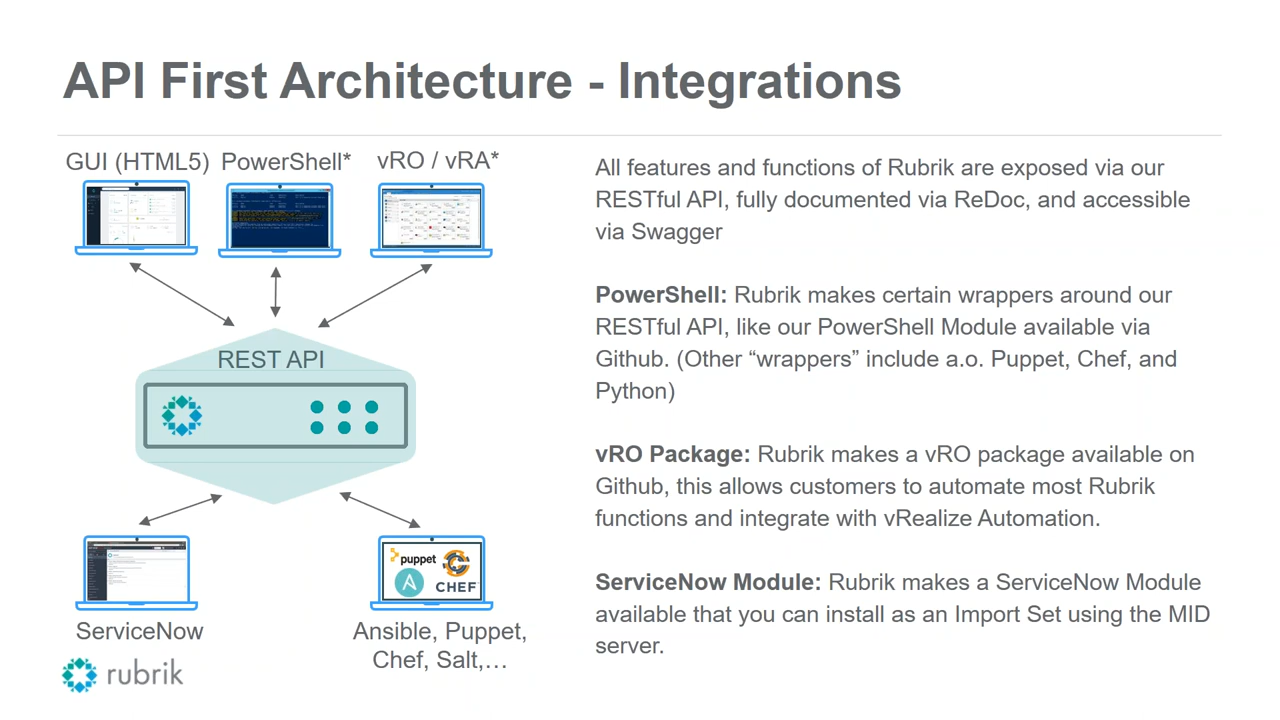 API First Architecture - Integrations
GUI (HTML5)
PowerShell*
vRO / vRA*
REST API
puppet
CHEF
ServiceNow
Ansible, Puppet,
Chef, Salt,…
rubrik
All features and functions of Rubrik are exposed via our
RESTful API, fully documented via ReDoc, and accessible
via Swagger
PowerShell: Rubrik makes certain wrappers around our
RESTful API, like our PowerShell Module available via
Github. (Other “wrappers” include a.o. Puppet, Chef, and
Python)
vRO Package: Rubrik makes a vRO package available on
Github, this allows customers to automate most Rubrik
functions and integrate with vRealize Automation.
ServiceNow Module: Rubrik makes a ServiceNow Module
available that you can install as an Import Set using the MID
server.